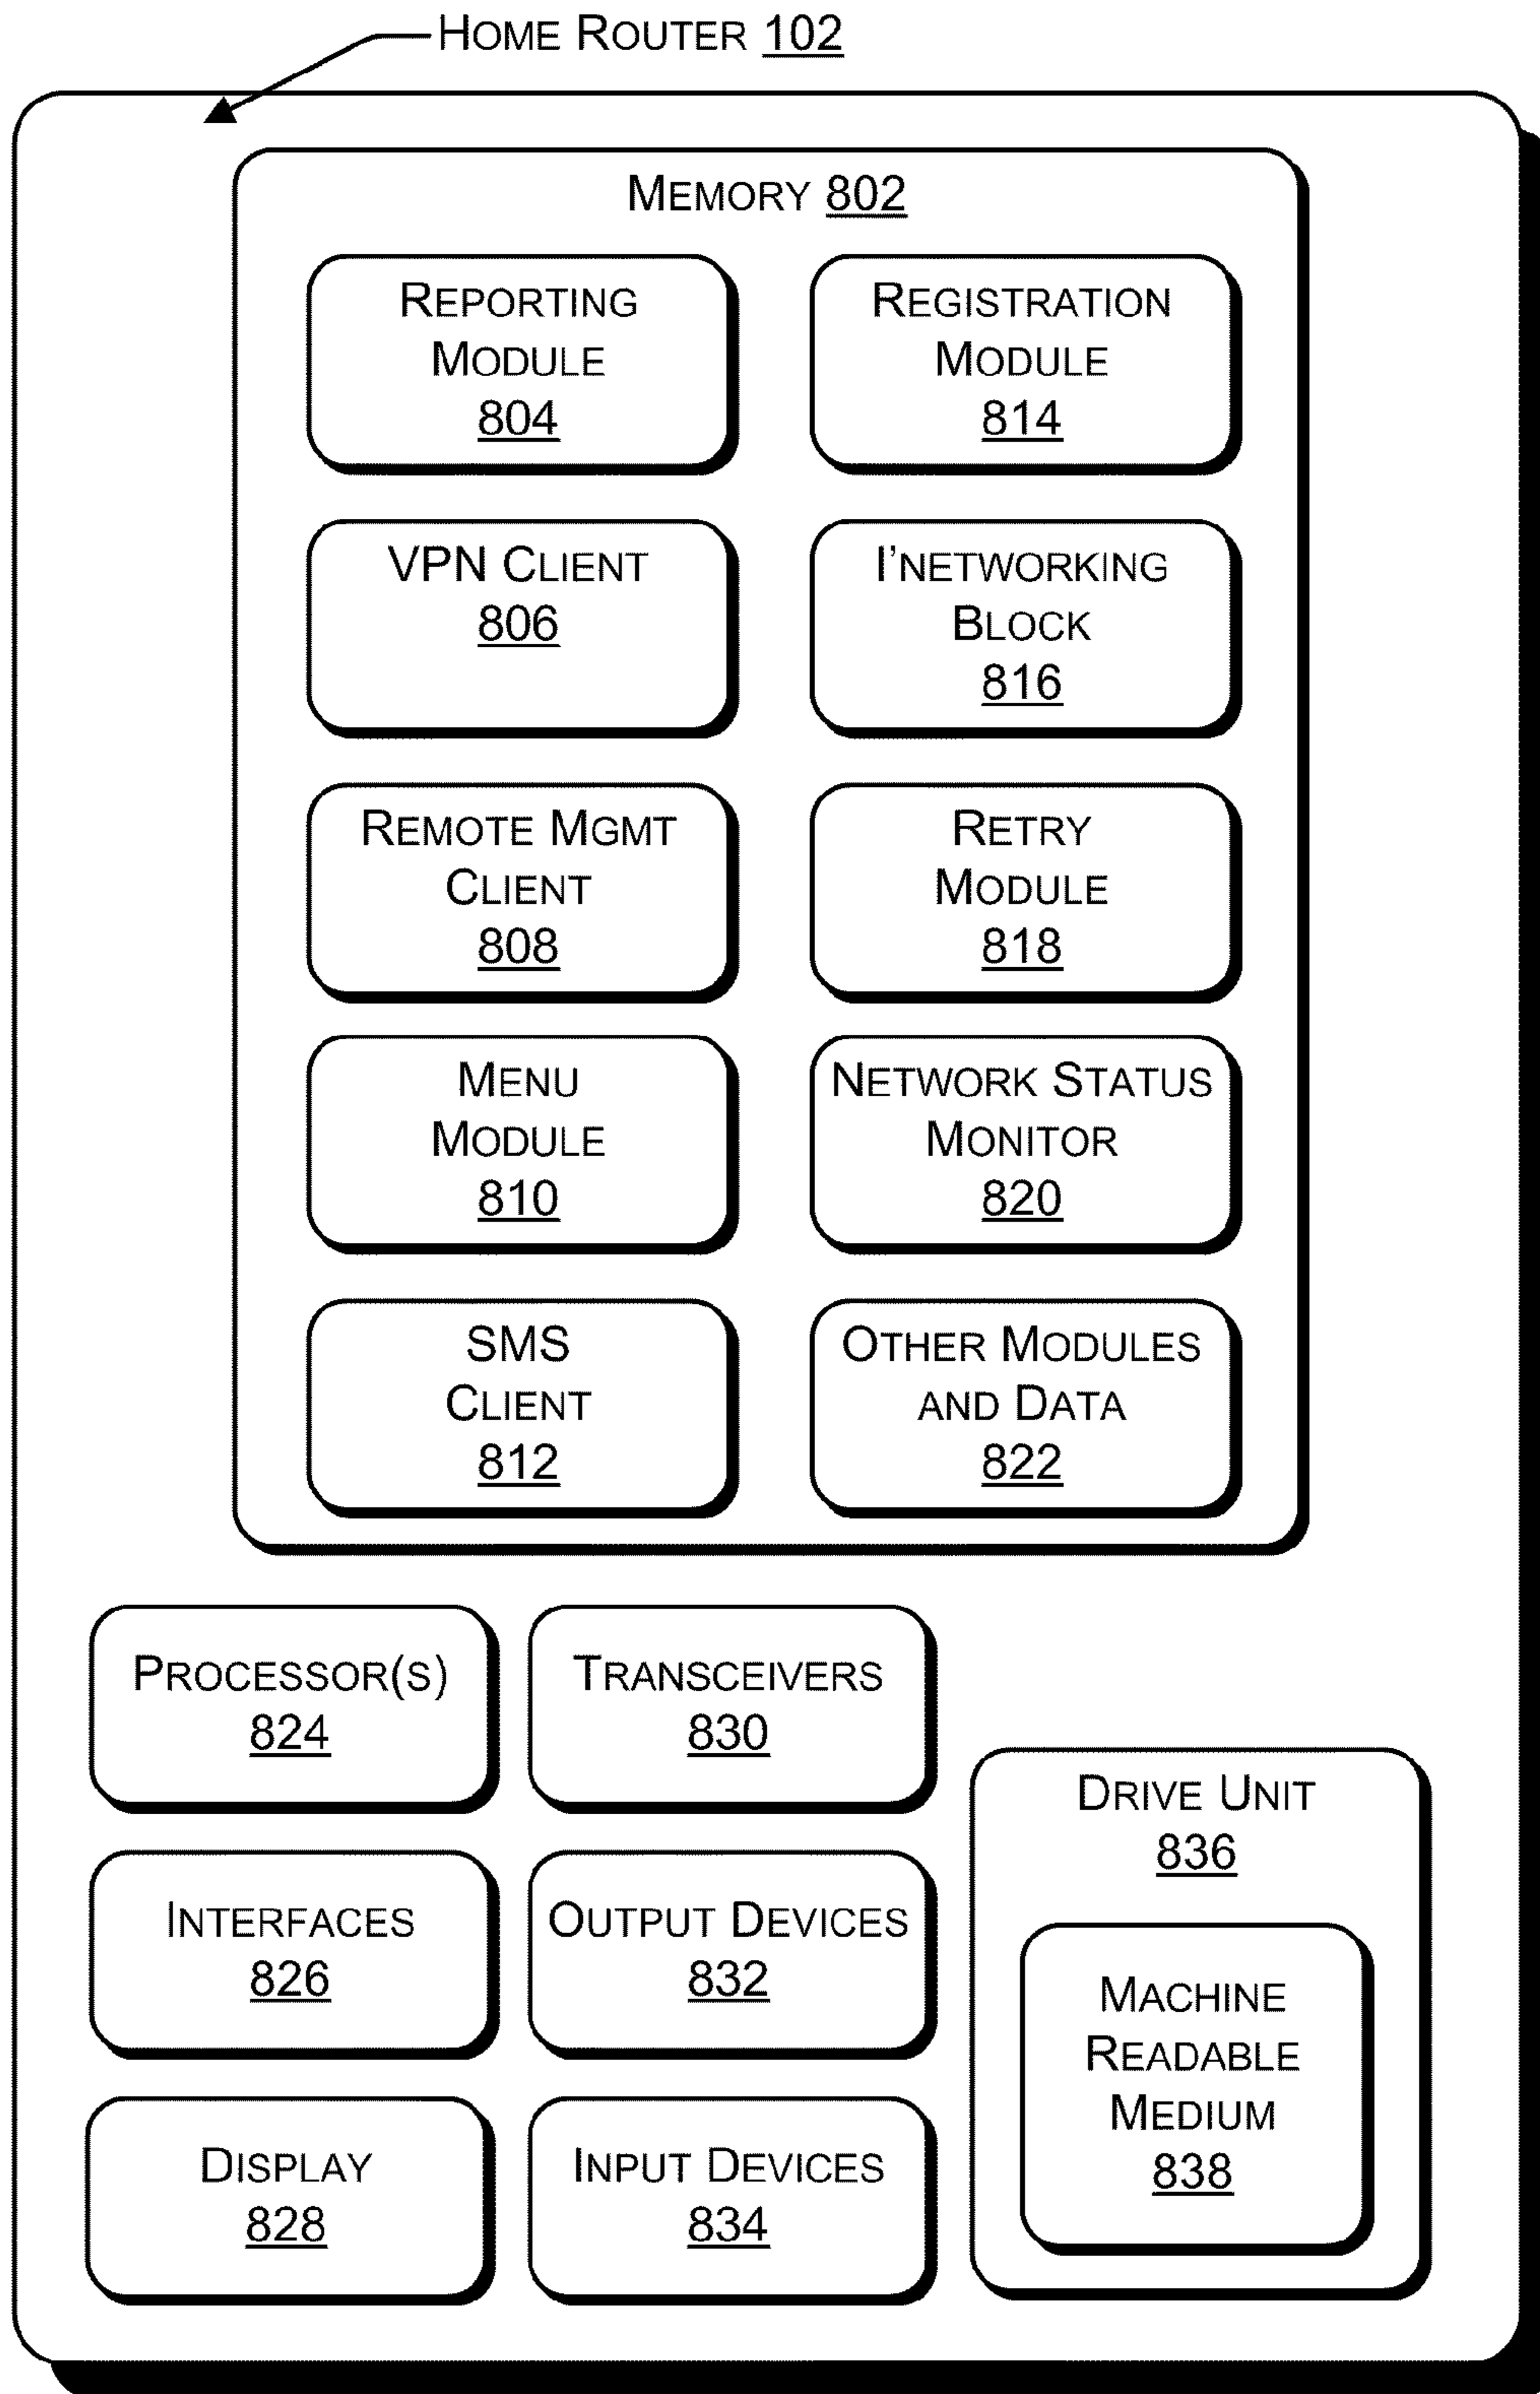 HOME ROUTER 102
MEMORY 802
REPORTING
MODULE
804
REGISTRATION
MODULE
814
VPN CLIENT
806
I'NETWORKING
BLOCK
816
REMOTE MGMT
CLIENT
808
RETRY
MODULE
818
MENU
MODULE
810
NETWORK STATUS
MONITOR
820
SMS
CLIENT
812
OTHER MODULES
AND DATA
822
PROCESSOR(S)
824
TRANSCEIVERS
830
INTERFACES
826
OUTPUT DEVICES
832
DISPLAY
828
INPUT DEVICES
834
DRIVE UNIT
836
MACHINE
READABLE
MEDIUM
838